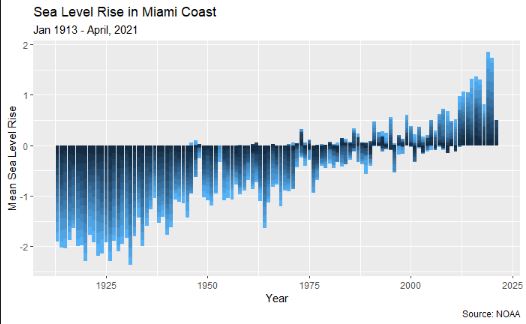 Sea Level Rise in Miami Coast
Jan 1913 - April, 2021
2
1
0
-1
-2
Mean Sea Level Rise
1925
1950
1975
2000
2025
Year
Source: NOAA